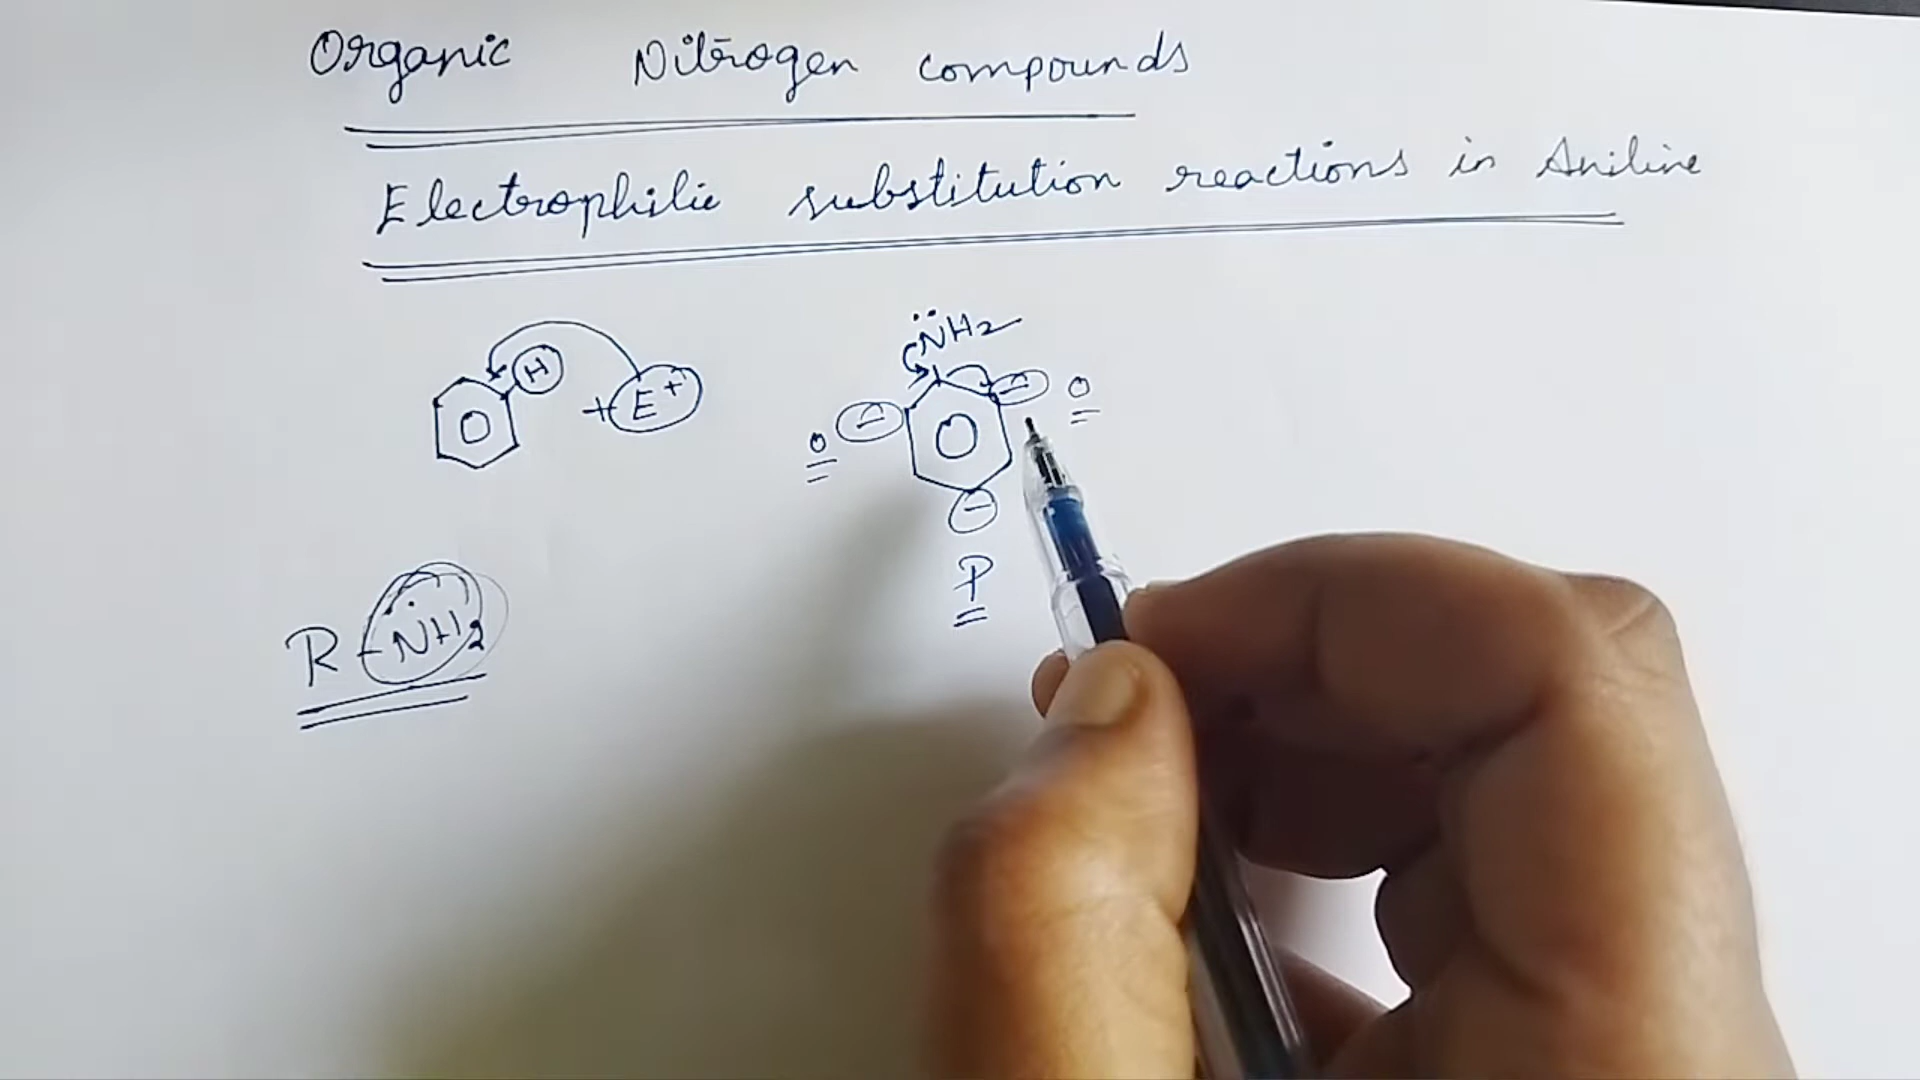 Organic Nitrogen compounds
Electrophilic substitution reactions in Aniline
NH2
H
+ E+
O
O
O
O
P
R-NH2